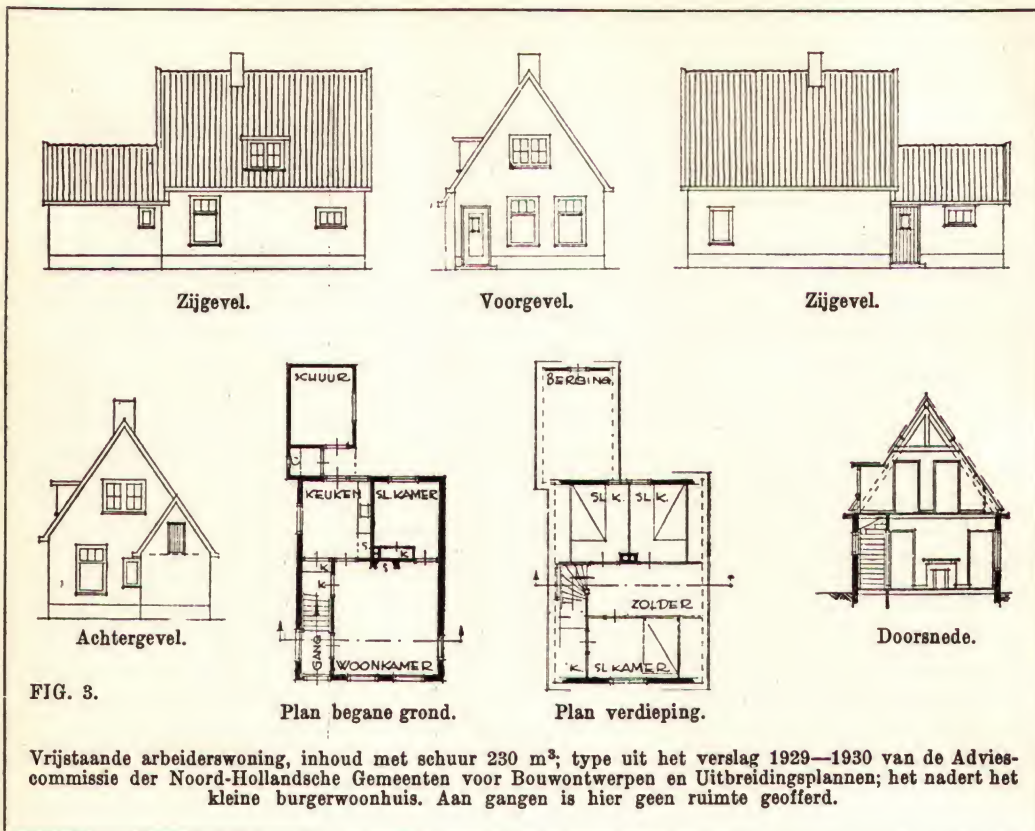 Zijgevel.
Voorgevel.
Zijgevel.
Achtergevel.
SCHUUR
KEUKEN
SL.KAMER
K
S
K
S
K
GANG
WOONKAMER
Plan begane grond.
BERGING
SL. K.
SL. K.
ZOLDER
K.
SL KAMER
Plan verdieping.
Doorsnede.
FIG. 3.
Vrijstaande arbeiderswoning, inhoud met schuur 230 m³; type uit het verslag 1929—1930 van de Advies-
commissie der Noord-Hollandsche Gemeenten voor Bouwontwerpen en Uitbreidingsplannen; het nadert het
kleine burgerwoonhuis. Aan gangen is hier geen ruimte geofferd.